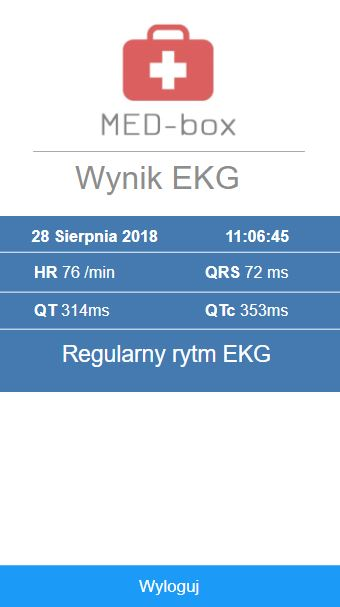 MED-box
Wynik EKG
28 Sierpnia 2018 11:06:45
HR 76 /min QRS 72 ms
QT 314ms QTc 353ms
Regularny rytm EKG
Wyloguj